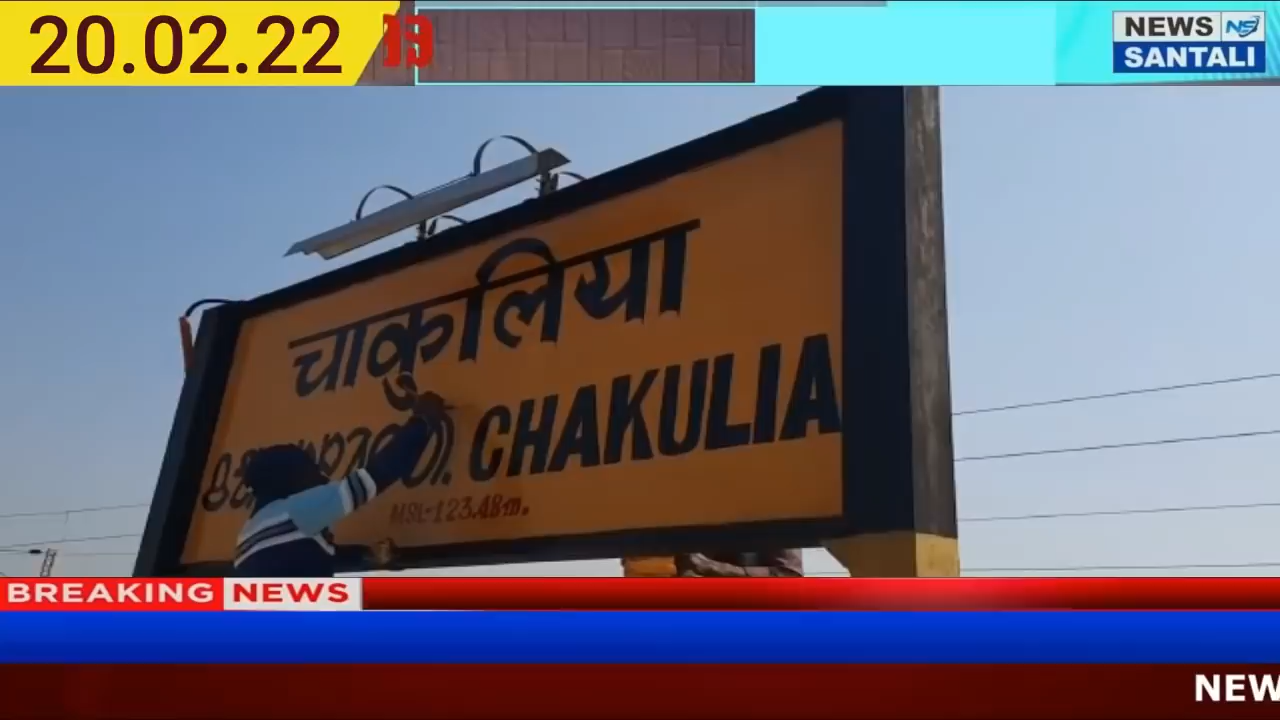 20.02.22
NEWS
SANTALI
चाकुलिया
CHAKULIA
MSL-123.48m.
BREAKING NEWS
NEW